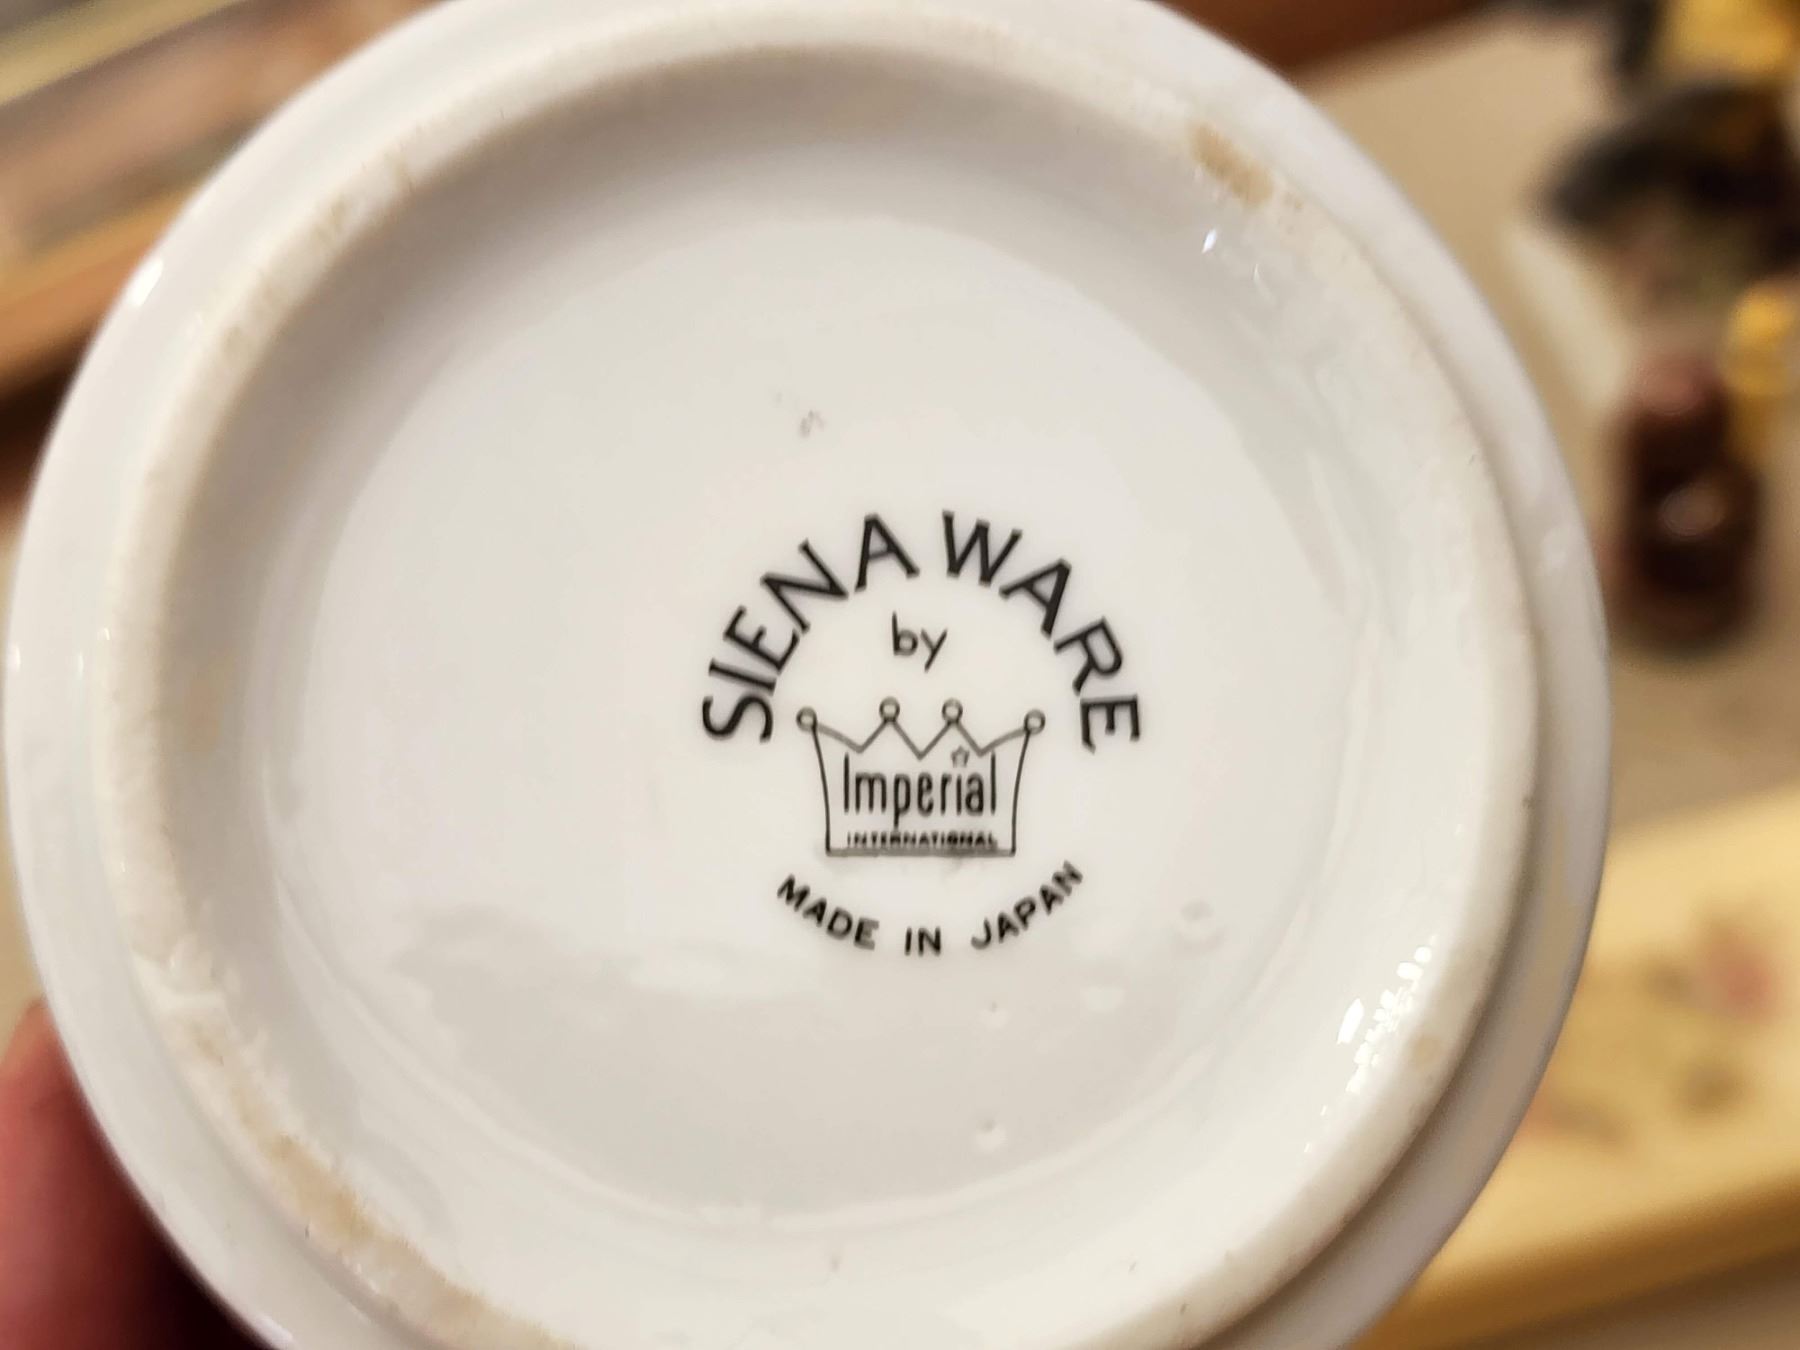 SIENA WARE
by
Imperial
INTERNATIONAL
MADE IN JAPAN